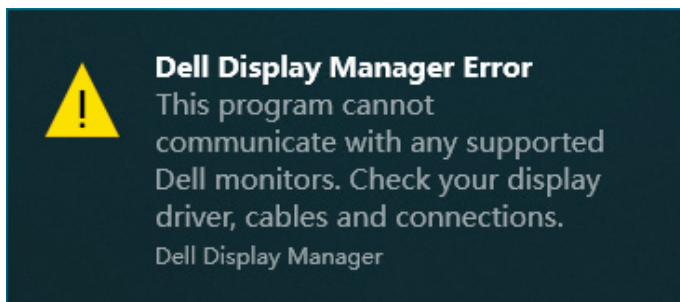 Dell Display Manager Error
This program cannot
communicate with any supported
Dell monitors. Check your display
driver, cables and connections.
Dell Display Manager